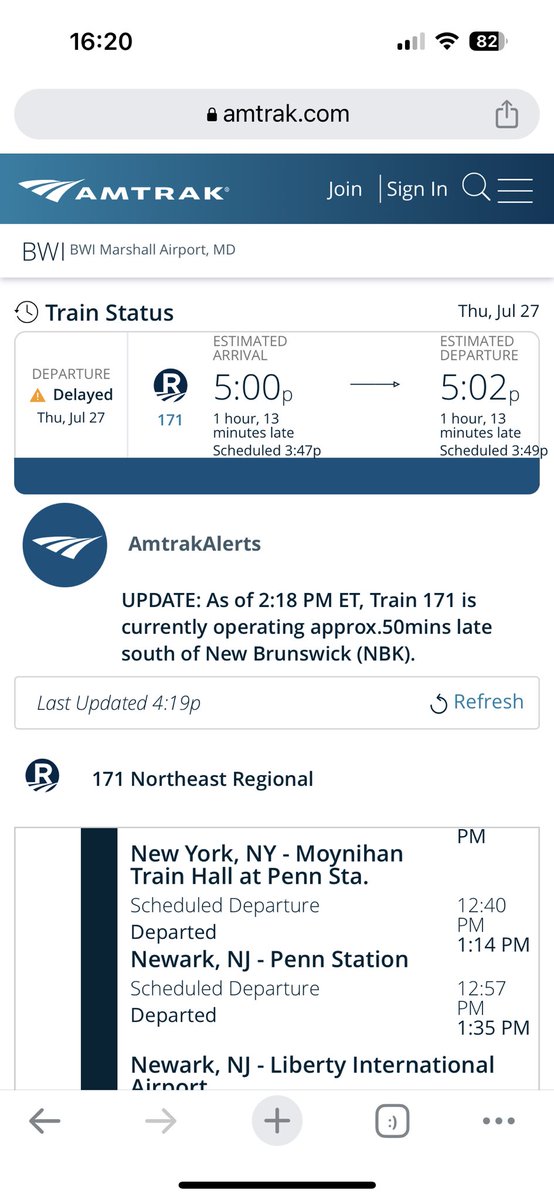 16:20
82
amtrak.com
AMTRAK®
Join
Sign In
BWI BWI Marshall Airport, MD
Train Status
Thu, Jul 27
DEPARTURE
Delayed
Thu, Jul 27
R
171
ESTIMATED
ARRIVAL
5:00p
1 hour, 13
minutes late
Scheduled 3:47p
ESTIMATED
DEPARTURE
5:02p
1 hour, 13
minutes late
Scheduled 3:49p
AmtrakAlerts
UPDATE: As of 2:18 PM ET, Train 171 is
currently operating approx.50mins late
south of New Brunswick (NBK).
Last Updated 4:19p
Refresh
R
171 Northeast Regional
PM
New York, NY - Moynihan
Train Hall at Penn Sta.
Scheduled Departure
12:40
PM
Departed
1:14 PM
Newark, NJ - Penn Station
Scheduled Departure
12:57
PM
Departed
1:35 PM
Newark, NJ - Liberty International
Airport
:)